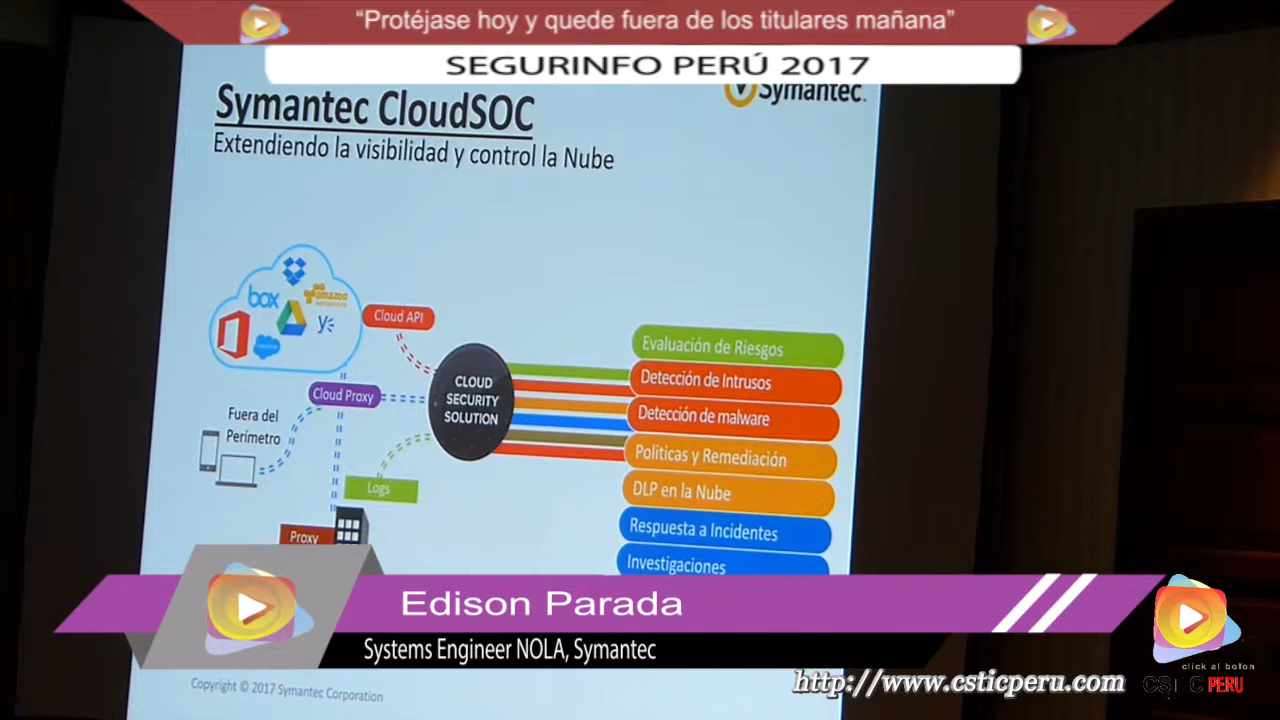 “Protéjase hoy y quede fuera de los titulares mañana”
SEGURINFO PERÚ 2017
Symantec CloudSOC
Symantec.
Extendiendo la visibilidad y control la Nube
box
amazon
Cloud API
y
Evaluación de Riesgos
Detección de Intrusos
CLOUD
SECURITY
SOLUTION
Cloud Proxy
Detección de malware
Fuera del
Perímetro
Políticas y Remediación
DLP en la Nube
Logs
Respuesta a Incidentes
Proxy
Investigaciones
Edison Parada
Systems Engineer NOLA, Symantec
click al boton
http://www.csticperu.com
CSTIC PERU
Copyright © 2017 Symantec Corporation